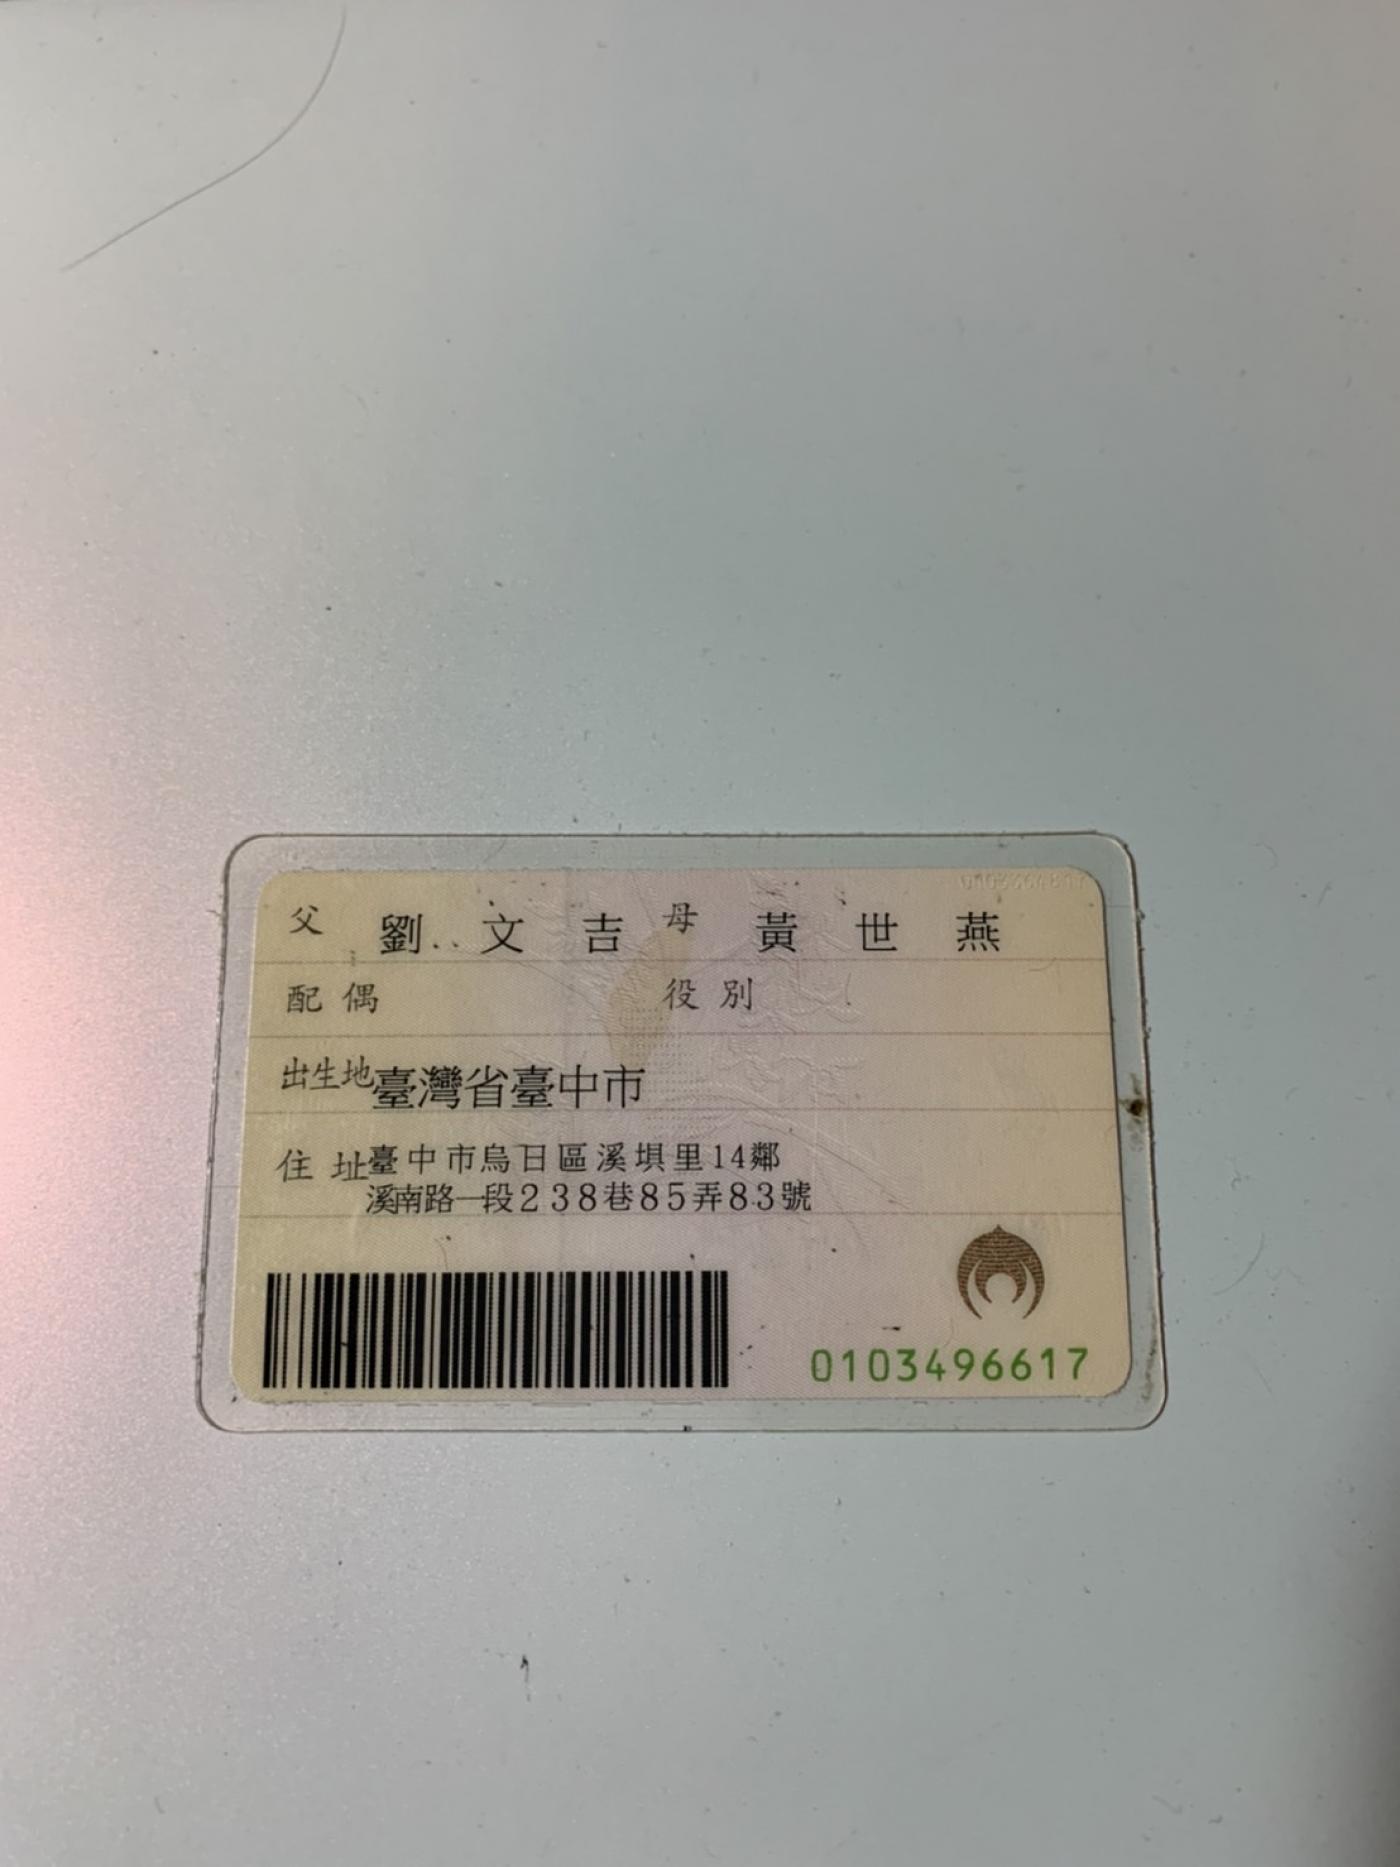 父 劉文吉 母 黃世燕
配偶 役別
出生地 臺灣省臺中市
住址 臺中市烏日區溪埧里14鄰
溪南路一段238巷85弄83號
0103496617